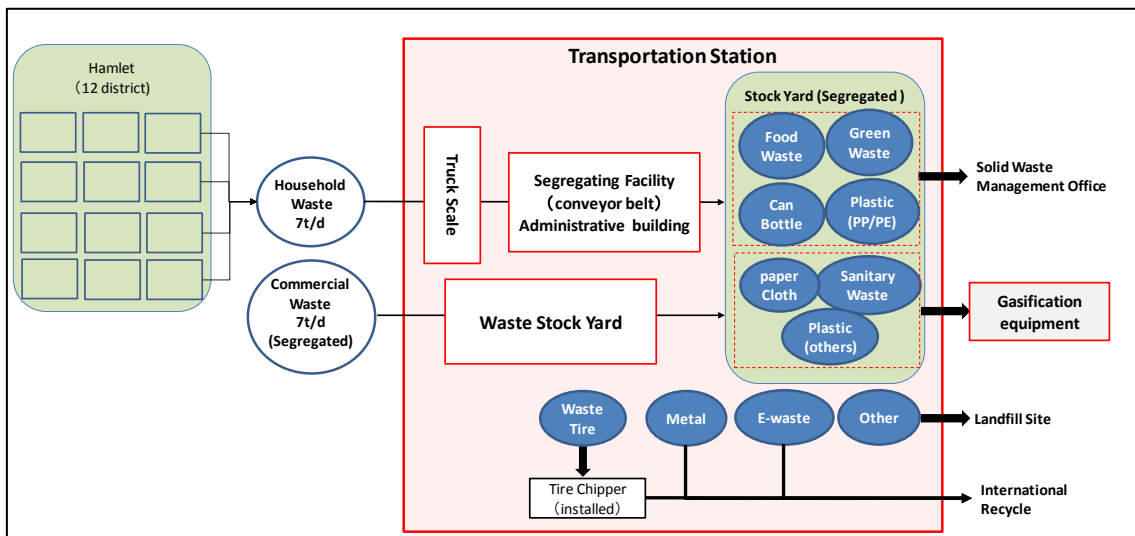 Hamlet
（12 district)
Household
Waste
7t/d
Commercial
Waste
7t/d
(Segregated)
Transportation Station
Truck Scale
Segregating Facility
（conveyor belt）
Administrative building
Waste Stock Yard
Stock Yard (Segregated )
Food
Waste
Green
Waste
Can
Bottle
Plastic
(PP/PE)
paper
Cloth
Sanitary
Waste
Plastic
(others)
Solid Waste
Management Office
Gasification
equipment
Waste
Tire
Metal
E-waste
Other
Landfill Site
Tire Chipper
（installed）
International
Recycle